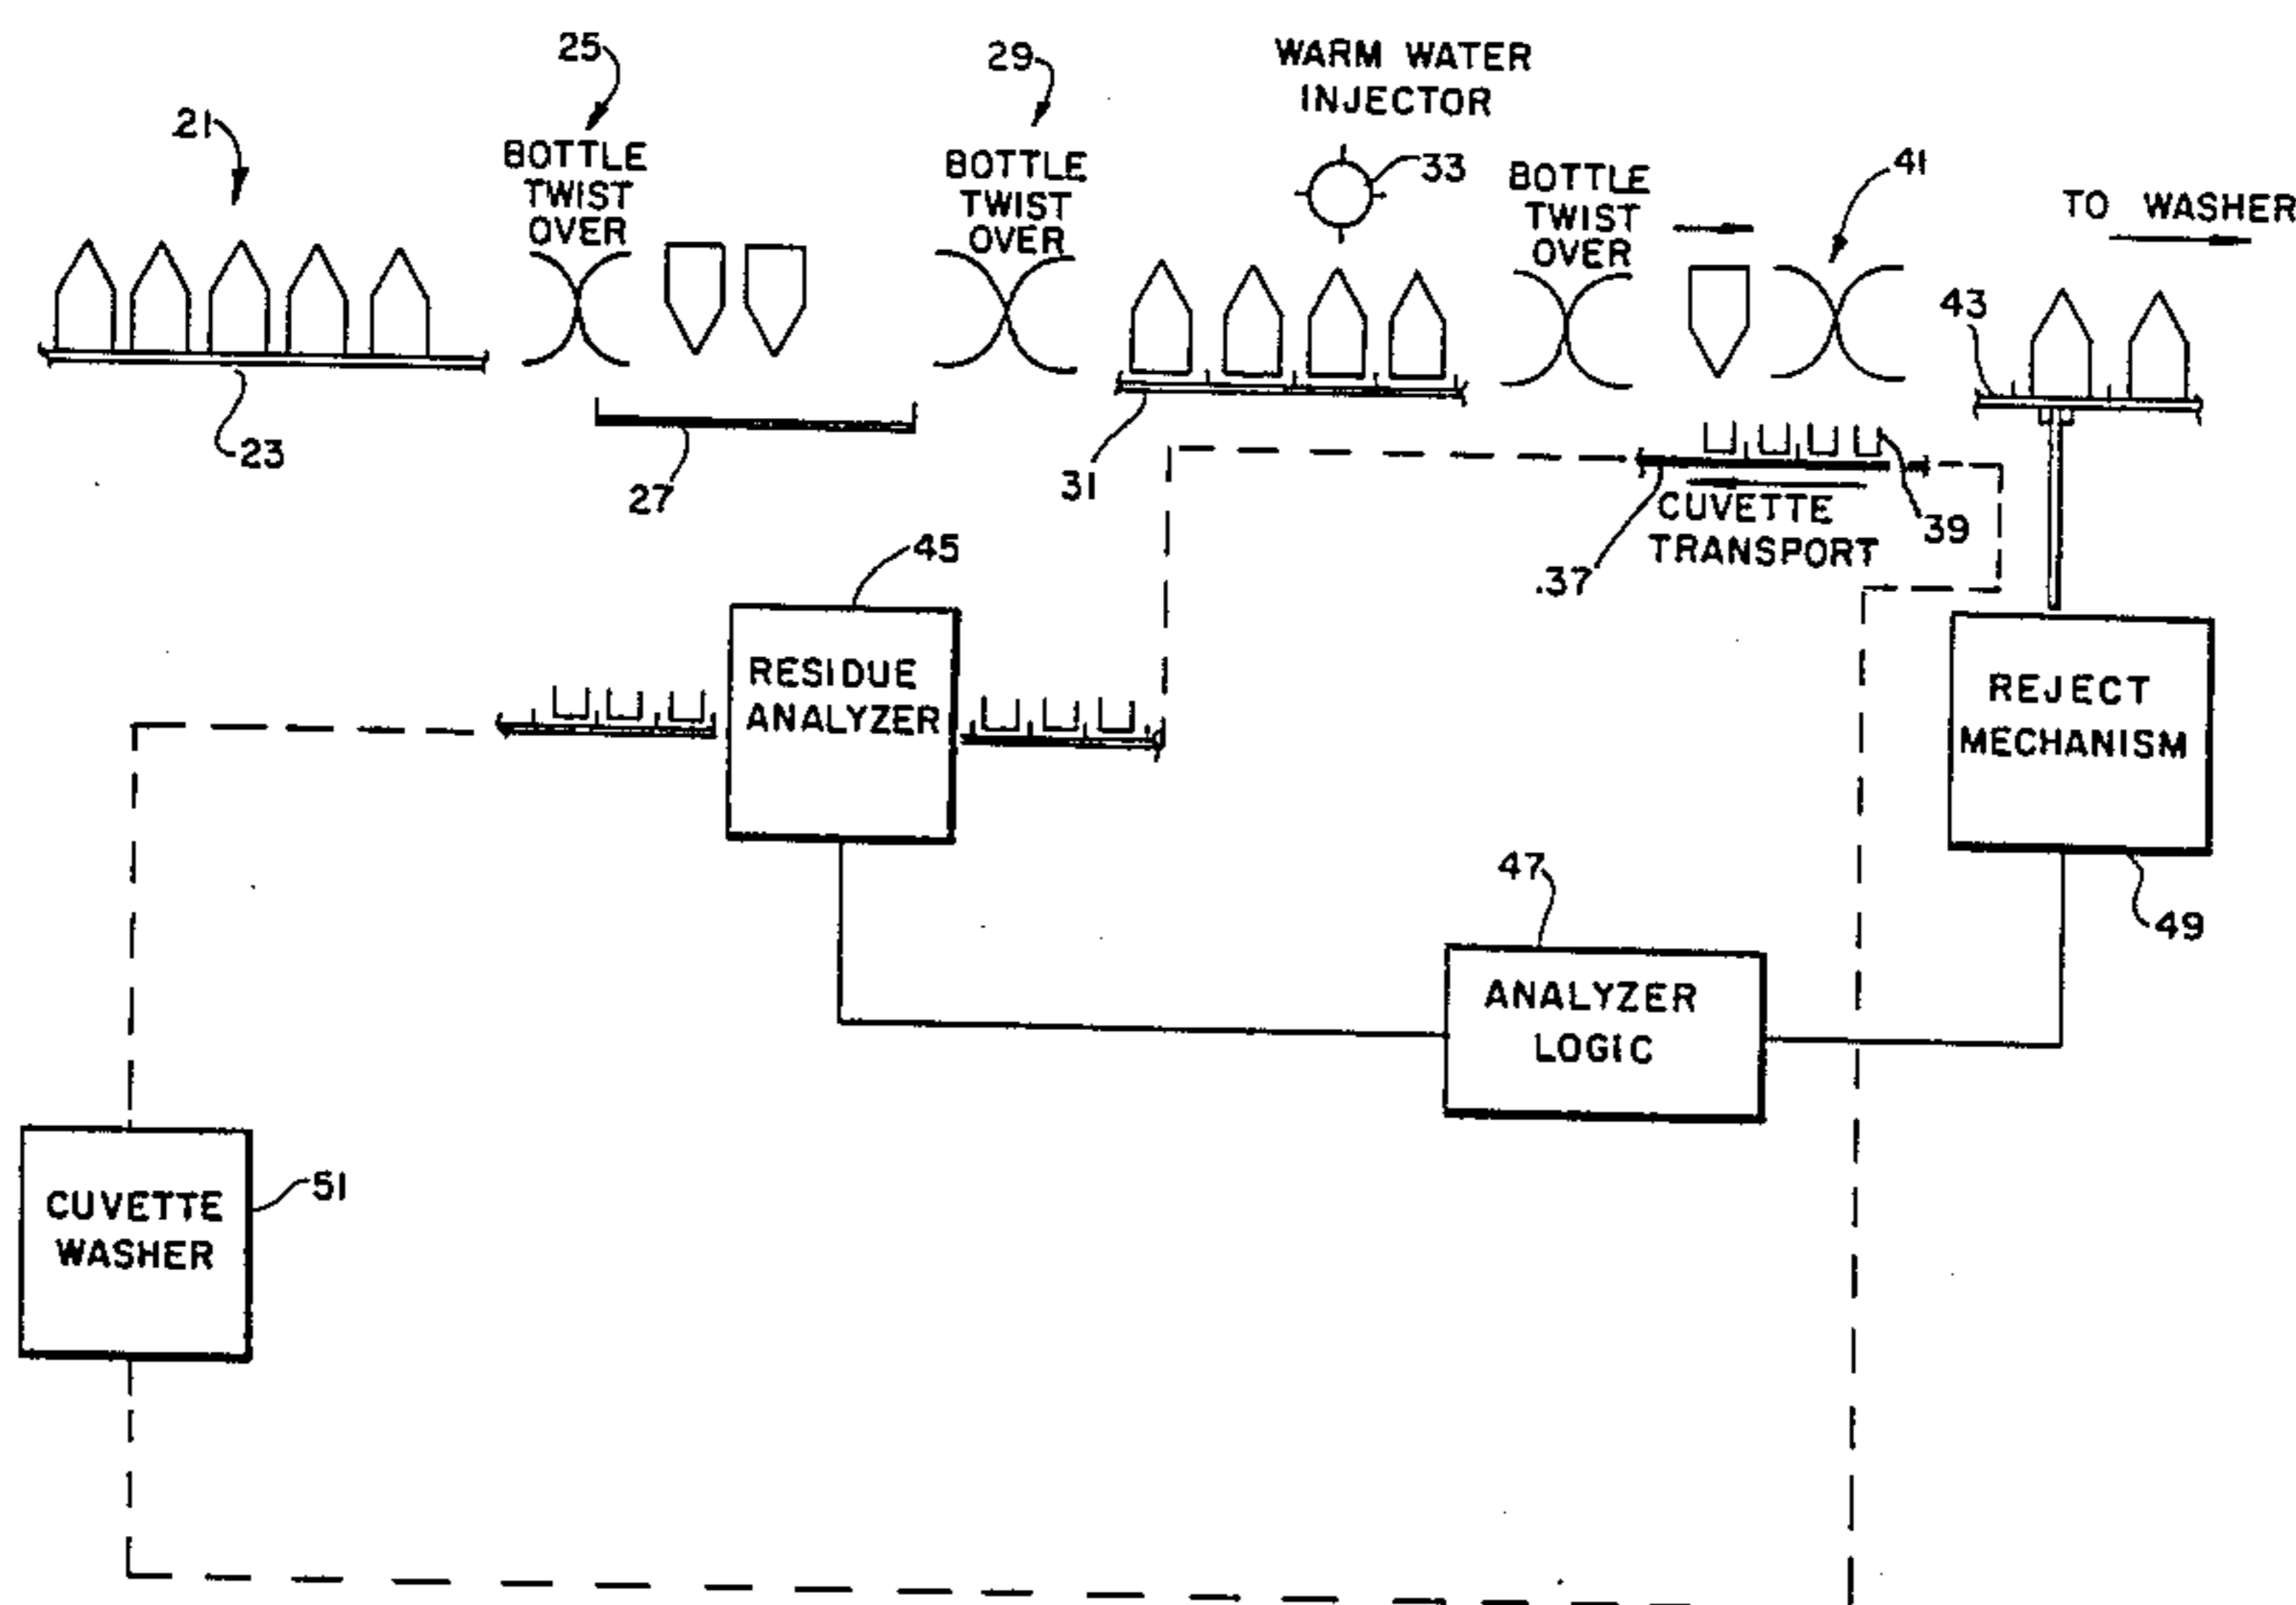 25
29
WARM WATER
INJECTOR
21
BOTTLE
TWIST
OVER
BOTTLE
TWIST
OVER
33
BOTTLE
TWIST
OVER
41
TO WASHER
43
23
27
31
39
CUVETTE
TRANSPORT
37
45
RESIDUE
ANALYZER
REJECT
MECHANISM
47
49
ANALYZER
LOGIC
51
CUVETTE
WASHER